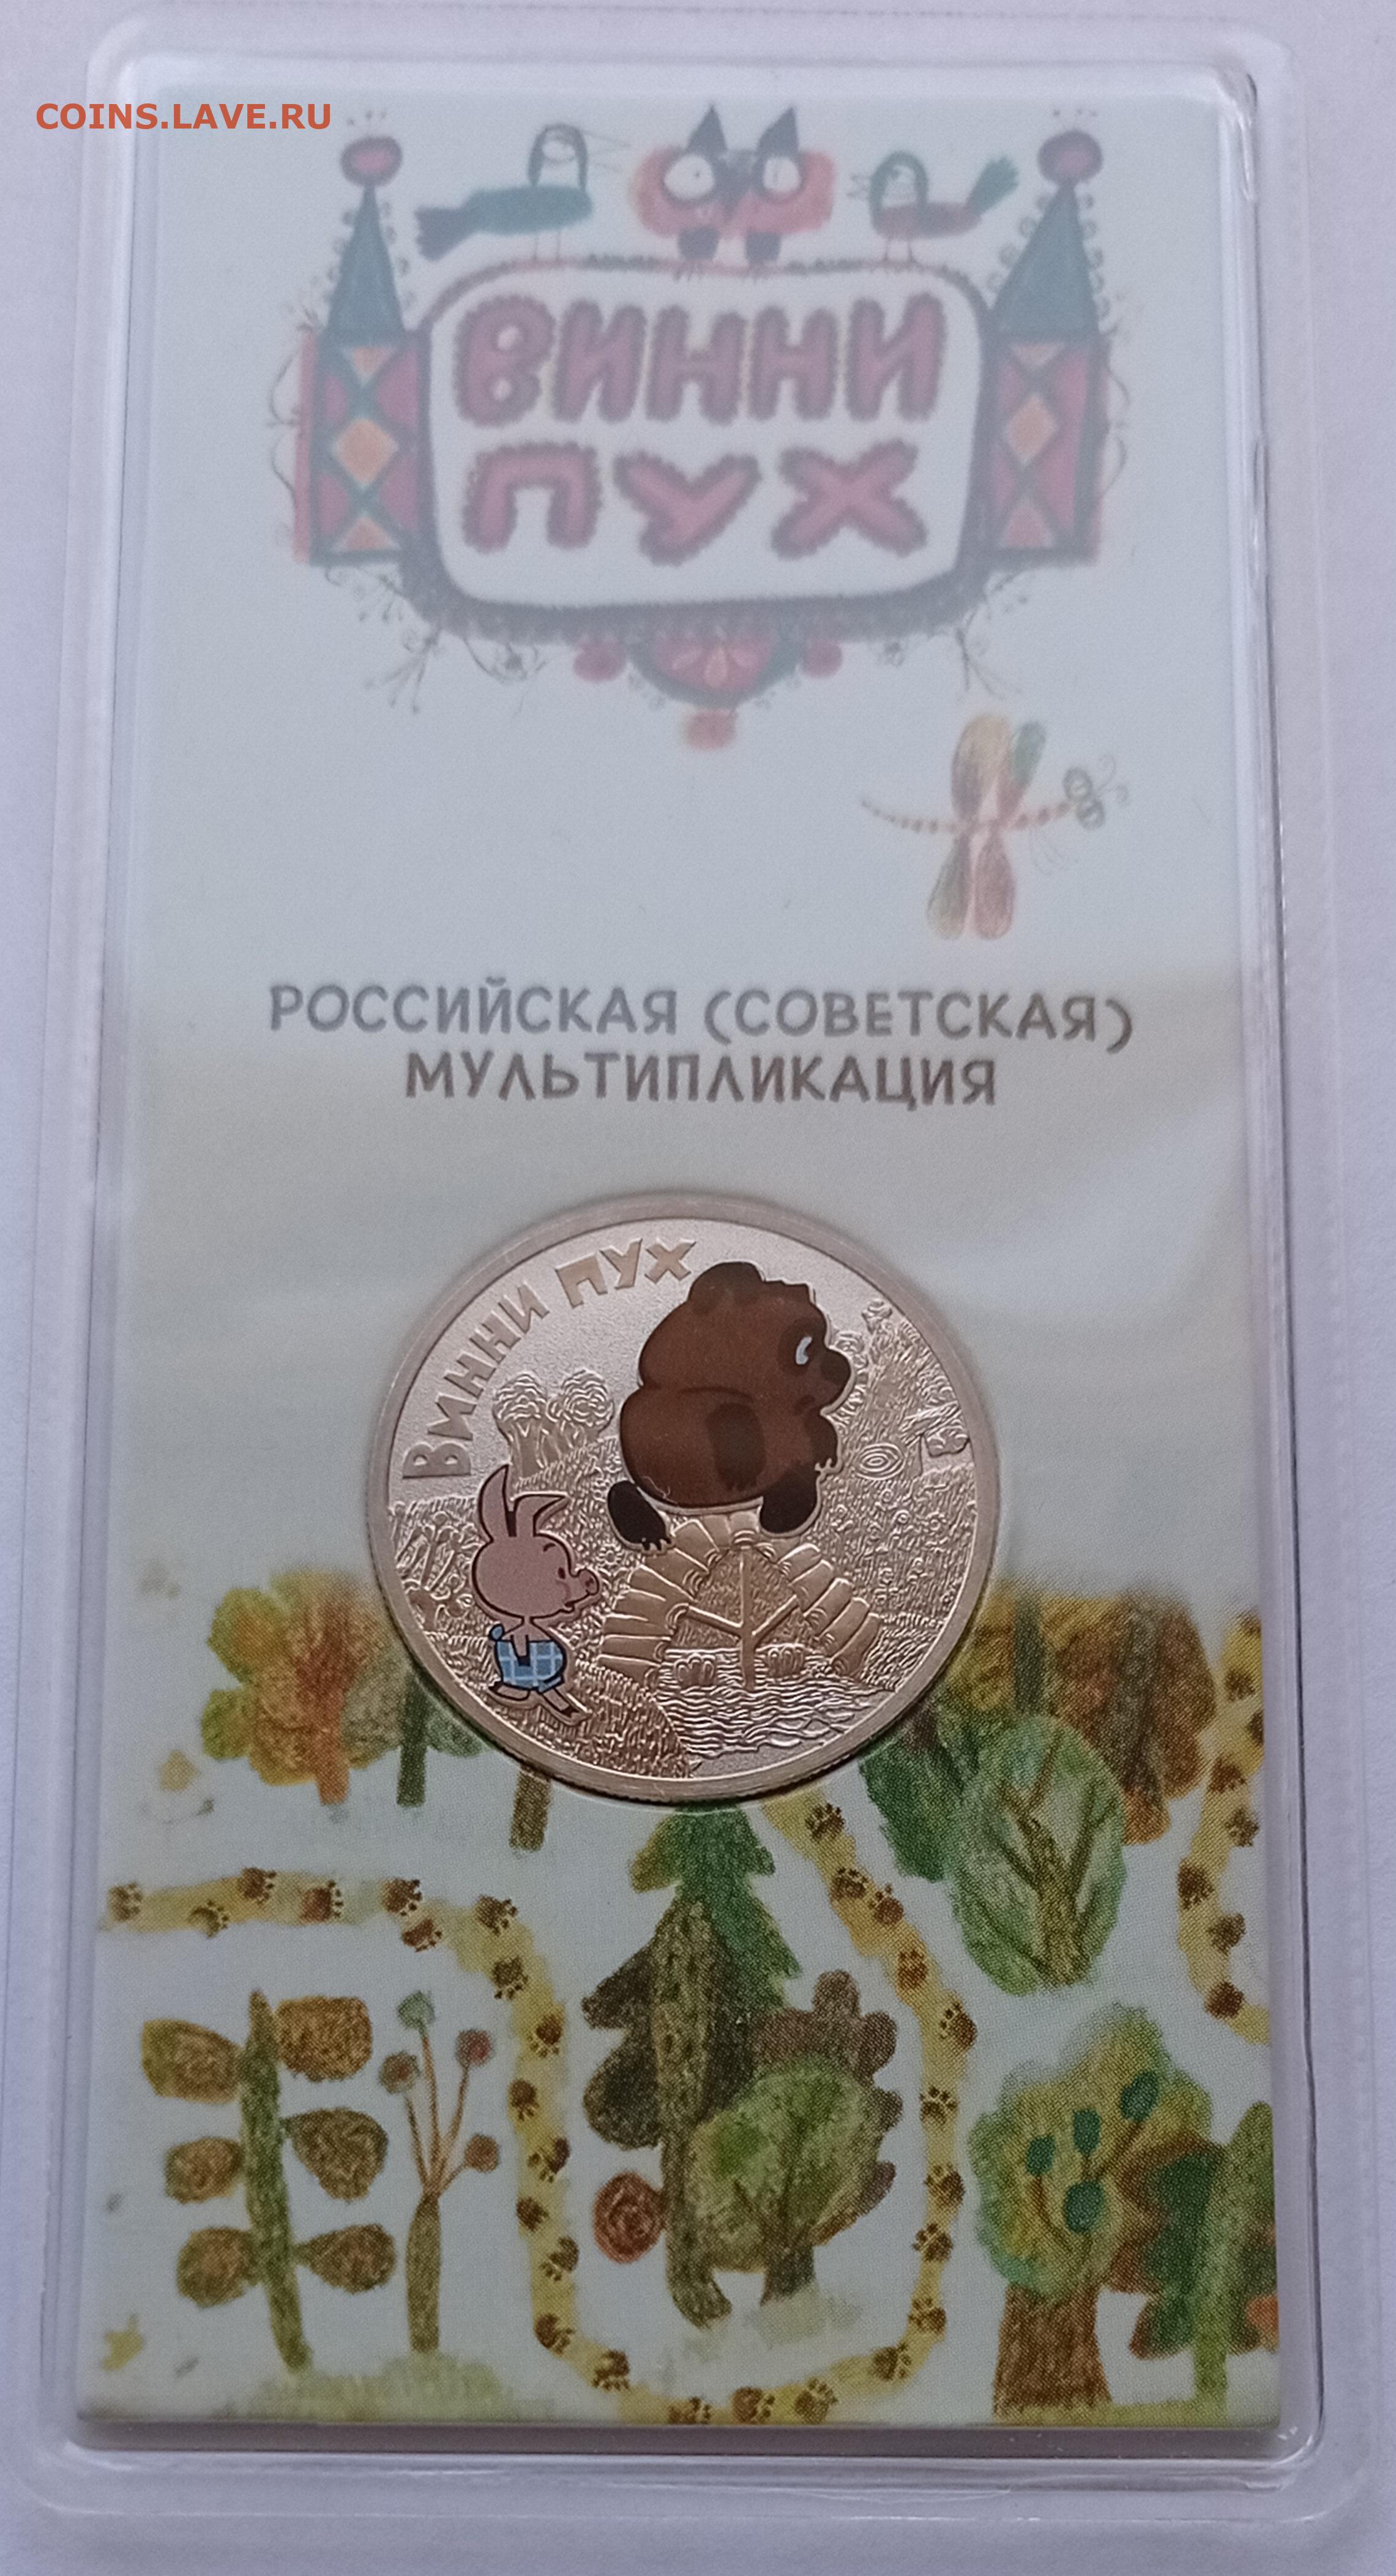 COINS.LAVE.RU
ВИННИ
ПУХ
РОССИЙСКАЯ (СОВЕТСКАЯ)
МУЛЬТИПЛИКАЦИЯ
ВИННИ ПУХ